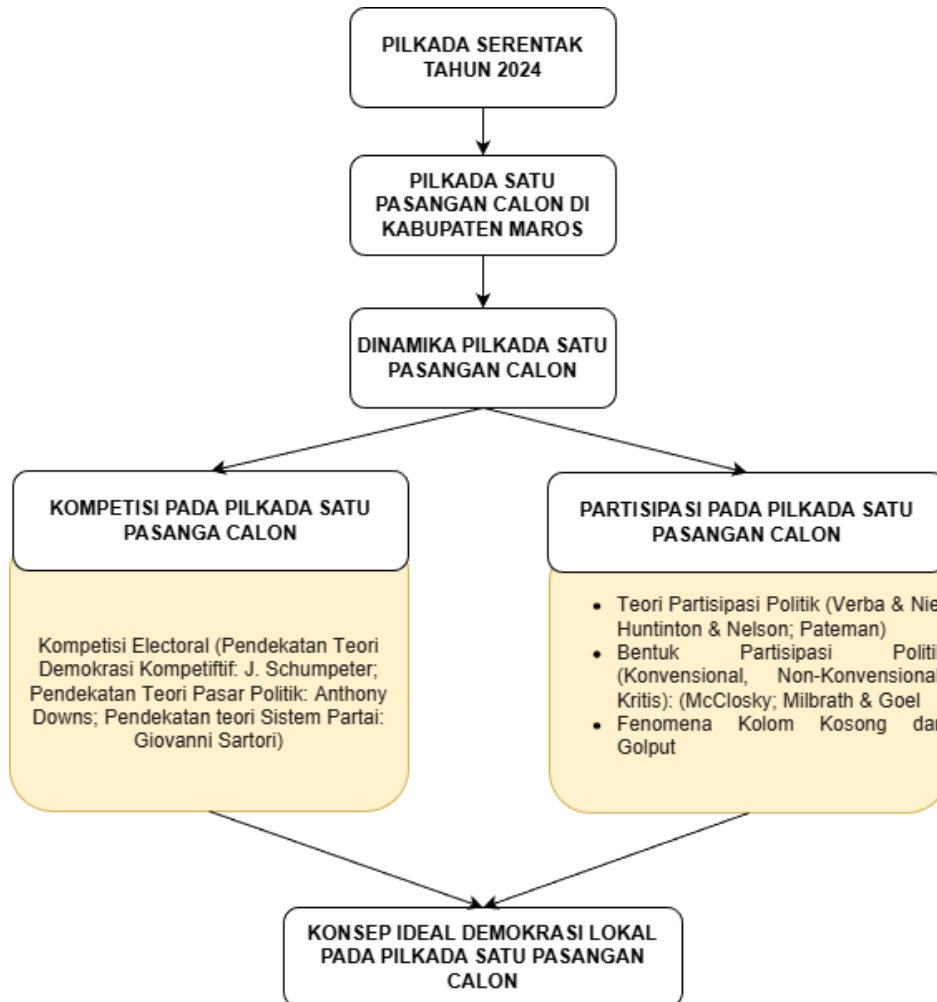 PILKADA SERENTAK
TAHUN 2024
PILKADA SATU
PASANGAN CALON DI
KABUPATEN MAROS
DINAMIKA PILKADA SATU
PASANGAN CALON
KOMPETISI PADA PILKADA SATU
PASANGA CALON
Kompetisi Electoral (Pendekatan Teori
Demokrasi Kompetiftif: J. Schumpeter;
Pendekatan Teori Pasar Politik: Anthony
Downs; Pendekatan teori Sistem Partai:
Giovanni Sartori)
PARTISIPASI PADA PILKADA SATU
PASANGAN CALON
• Teori Partisipasi Politik (Verba & Nie
Huntinton & Nelson; Pateman)
• Bentuk Partisipasi Politi
(Konvensional, Non-Konvensional
Kritis): (McClosky; Milbrath & Goel
• Fenomena Kolom Kosong dan
Golput
KONSEP IDEAL DEMOKRASI LOKAL
PADA PILKADA SATU PASANGAN
CALON